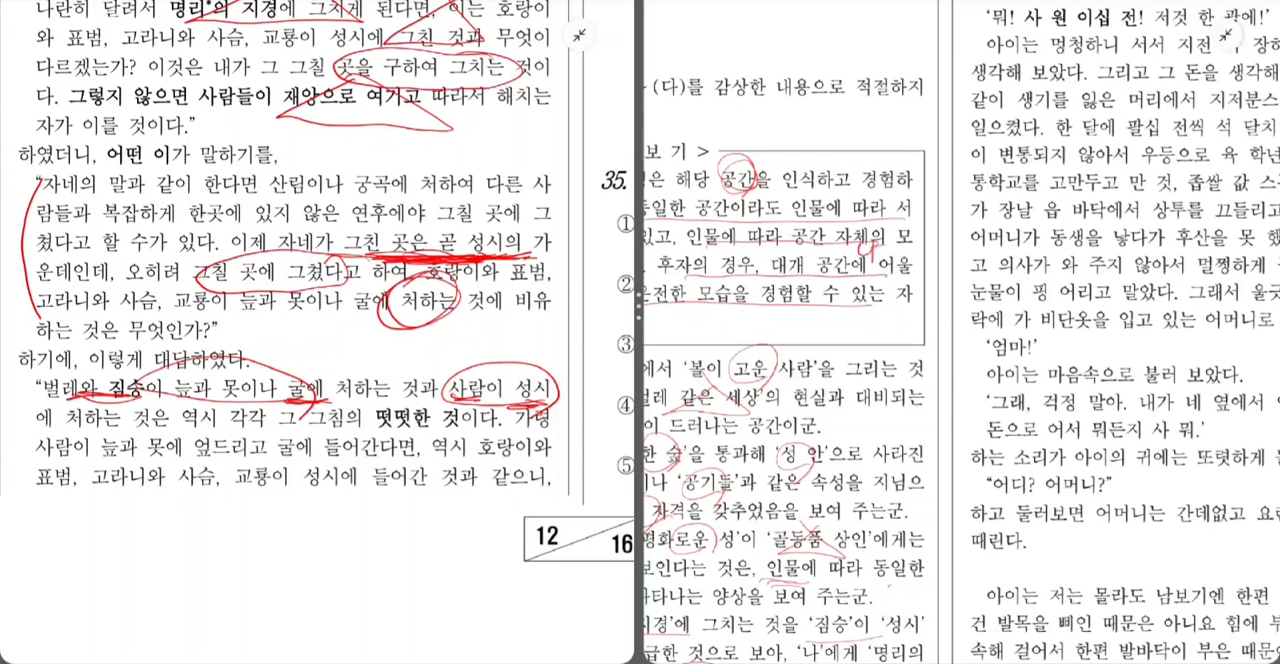 나란히 달려서 명리*의 지경에 그치게 된다면, 이는 호랑이
와 표범, 고라니와 사슴, 교룡이 성시에 그친 것과 무엇이
다르겠는가? 이것은 내가 그 그칠 곳을 구하여 그치는 것이
다. 그렇지 않으면 사람들이 재앙으로 여기고 따라서 해치는
자가 이를 것이다.”
하였더니, 어떤 이가 말하기를,
“자네의 말과 같이 한다면 산림이나 궁곡에 처하여 다른 사
람들과 복잡하게 한곳에 있지 않은 연후에야 그칠 곳에 그
쳤다고 할 수가 있다. 이제 자네가 그친 곳은 곧 성시의 가
운데인데, 오히려 그칠 곳에 그쳤다고 하여 호랑이와 표범,
고라니와 사슴, 교룡이 늪과 못이나 굴에 처하는 것에 비유
하는 것은 무엇인가?”
하기에, 이렇게 대답하였다.
“벌레와 짐승이 늪과 못이나 굴에 처하는 것과 사람이 성시
에 처하는 것은 역시 각각 그 그침의 떳떳한 것이다. 가령
사람이 늪과 못에 엎드리고 굴에 들어간다면, 역시 호랑이와
표범, 고라니와 사슴, 교룡이 성시에 들어간 것과 같으니,
12
16
(다)를 감상한 내용으로 적절하지
보 기 >
은 해당 공간을 인식하고 경험하
동일한 공간이라도 인물에 따라 서
있고, 인물에 따라 공간 자체의 모
후자의 경우, 대개 공간에 어울
온전한 모습을 경험할 수 있는 자
에서 ‘볼이 고운 사람’을 그리는 것
벌레 같은 세상’의 현실과 대비되는
이 드러나는 공간이군.
한 숲’을 통과해 ‘성 안’으로 사라진
이나 ‘공기들’과 같은 속성을 지님으
자격을 갖추었음을 보여 주는군.
평화로운 성’이 ‘골동품 상인’에게는
보인다는 것은, 인물에 따라 동일한
나타나는 양상을 보여 주는군.
지경’에 그치는 것을 ‘짐승’이 ‘성시’
급한 것으로 보아, ‘나’에게 ‘명리의
35.
①
②
③
④
⑤
‘뭐! 사 원 이십 전! 저것 한 곽에!’
아이는 멍청하니 서서 지전
생각해 보았다. 그리고 그 돈을 생각해
같이 생기를 잃은 머리에서 지저분스
일으켰다. 한 달에 팔십 전씩 석 달치
이 변통되지 않아서 우등으로 육 학년
통학교를 고만두고 만 것, 좁쌀 값 스
가 장날 읍 바닥에서 상투를 끄들리고
어머니가 동생을 낳다가 후산을 못 했
고 의사가 와 주지 않아서 멀쩡하게
눈물이 핑 어리고 말았다. 그래서 울긋
락에 가 비단옷을 입고 있는 어머니로
‘엄마!’
아이는 마음속으로 불러 보았다.
‘그래, 걱정 말아. 내가 네 옆에서
돈으로 어서 뭐든지 사 뭐.’
하는 소리가 아이의 귀에는 또렷하게
“어디? 어머니?”
하고 둘러보면 어머니는 간데없고 요란
때린다.
아이는 저는 몰라도 남보기엔 한편
건 발목을 삐인 때문은 아니요 힘에 부
속해 걸어서 한편 발바닥이 부은 때문